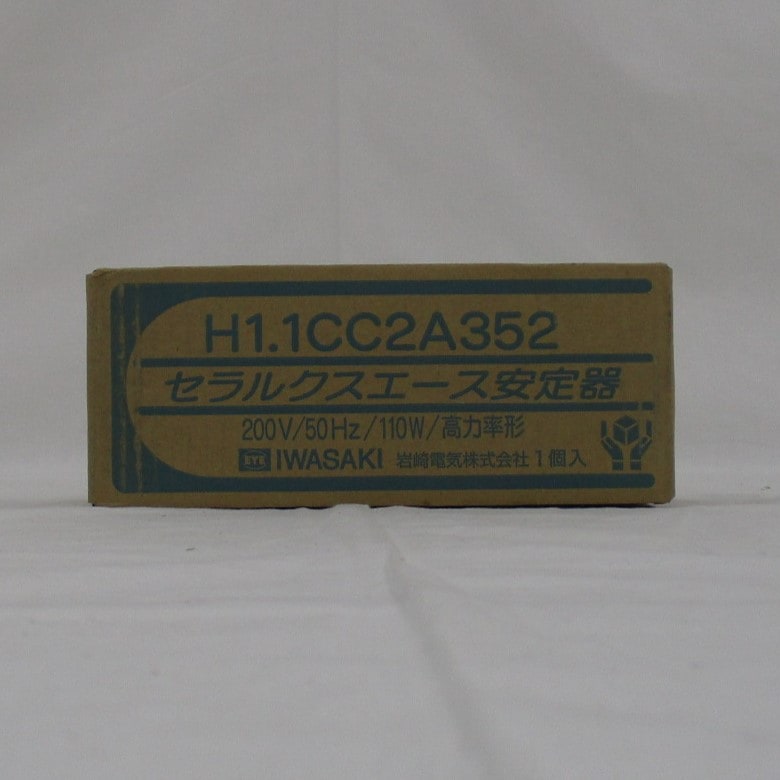 H1.1CC2A352
セラルクスエース安定器
200V/50Hz/110W/高力率形
IWASAKI 岩崎電気株式会社 1個入